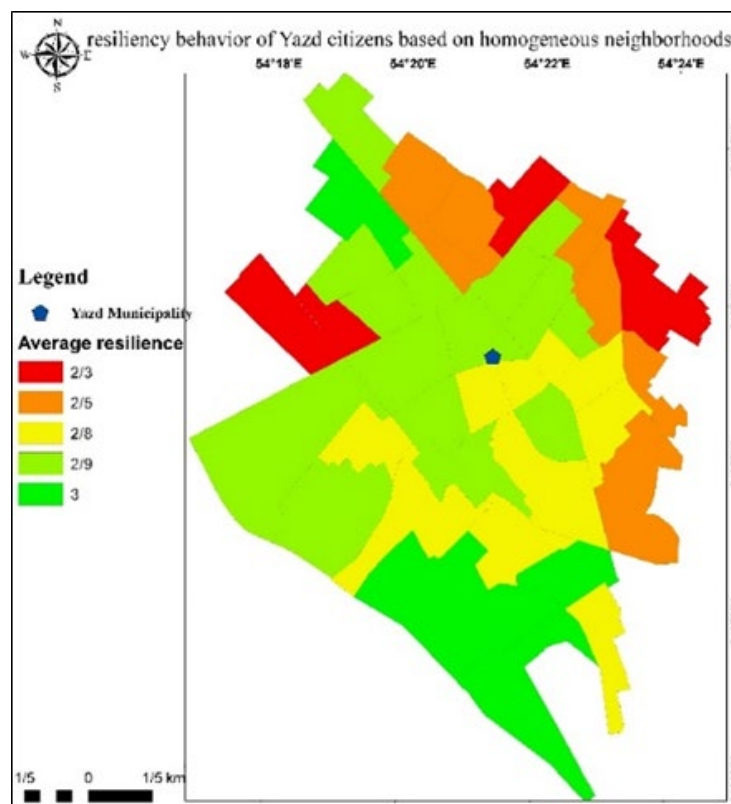 N
W E
S
resiliency behavior of Yazd citizens based on homogeneous neighborhoods
54°18'E 54°20'E 54°22'E 54°24'E
Legend
Yazd Municipality
Average resilience
2/3
2/5
2/8
2/9
3
1/5 0 1/5 km